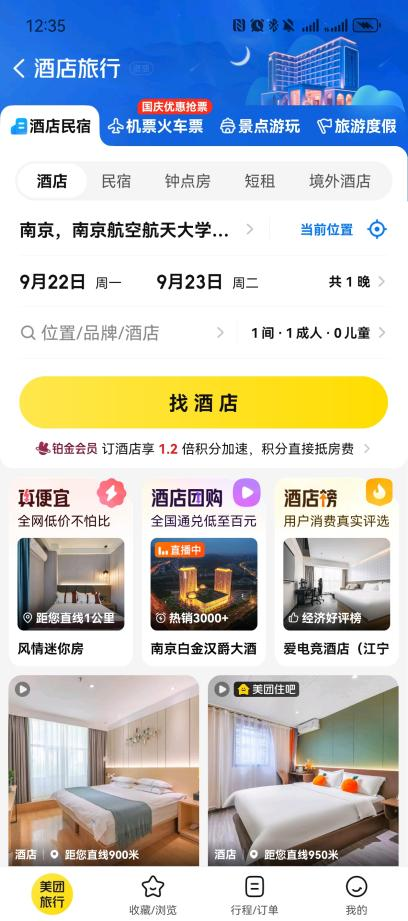 12:35
酒店旅行
国庆优惠抢票
酒店民宿
机票火车票
景点游玩
旅游度假
酒店
民宿
钟点房
短租
境外酒店
南京，南京航空航天大学...
当前位置
9月22日 周一
9月23日 周二
共1晚
位置/品牌/酒店
1间·1成人·0儿童
找酒店
铂金会员 订酒店享 1.2 倍积分加速，积分直接抵房费
真便宜
全网低价不怕比
距您直线1公里
风情迷你房
酒店团购
全国通兑低至百元
直播中
热销3000+
南京白金汉爵大酒
酒店榜
用户消费真实评选
经济好评榜
爱电竞酒店（江宁
酒店
距您直线900米
美团住吧
酒店
距您直线950米
美团
旅行
收藏/浏览
行程/订单
我的